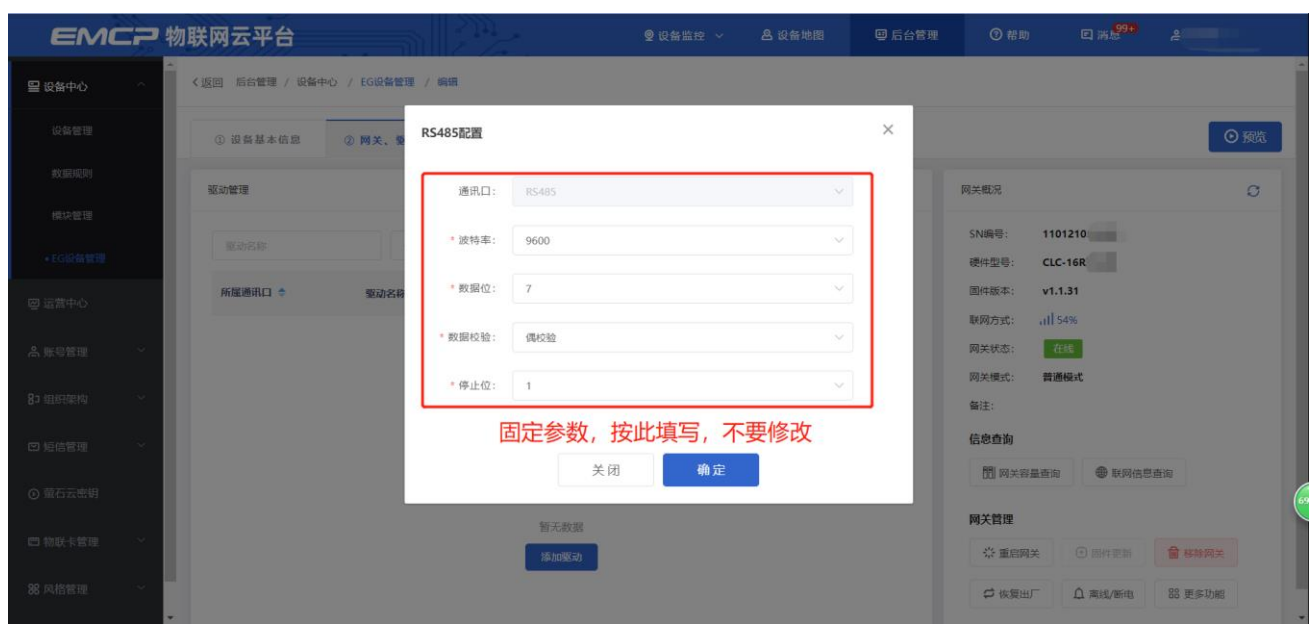 EMCP 物联网云平台
设备监控
设备地图
后台管理
帮助
消息
99+
设备中心
设备管理
数据规则
模块管理
•EG设备管理
运营中心
账号管理
组织架构
短信管理
萤石云密钥
物联卡管理
风格管理
返回 后台管理 / 设备中心 / EG设备管理 / 编辑
① 设备基本信息
② 网关、
预览
驱动管理
驱动名称
所属通讯口
驱动名称
RS485配置
通讯口: RS485
* 波特率: 9600
* 数据位: 7
* 数据校验: 偶校验
* 停止位: 1
固定参数，按此填写，不要修改
关闭
确定
暂无数据
添加驱动
网关概况
SN编号: 1101210
硬件型号: CLC-16R
固件版本: v1.1.31
联网方式: 54%
网关状态: 在线
网关模式: 普通模式
备注:
信息查询
网关容量查询
联网信息查询
网关管理
重启网关
固件更新
移除网关
恢复出厂
离线/断电
更多功能
69